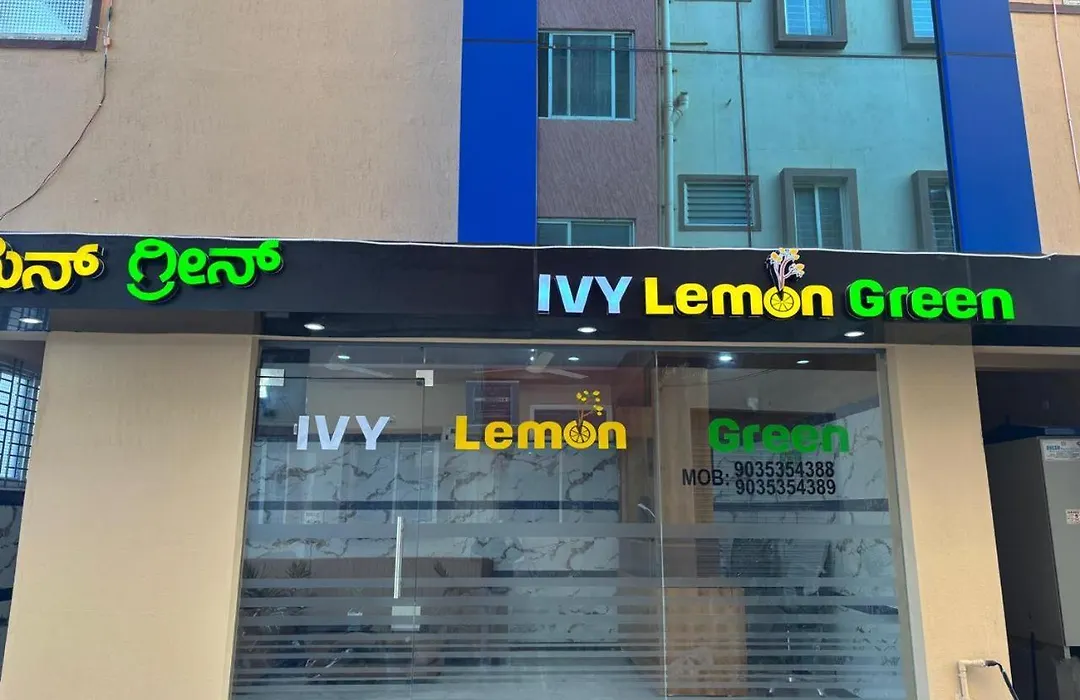 ಗ್ರೀನ್
IVY Lemon Green
IVY Lemon Green
MOB: 9035354388
9035354389